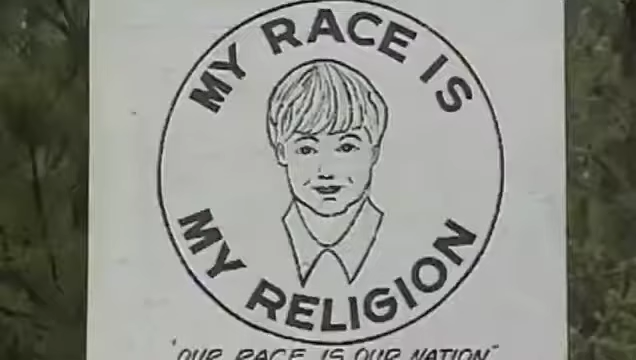 MY RACE IS
MY RELIGION
"OUR RACE IS OUR NATION"